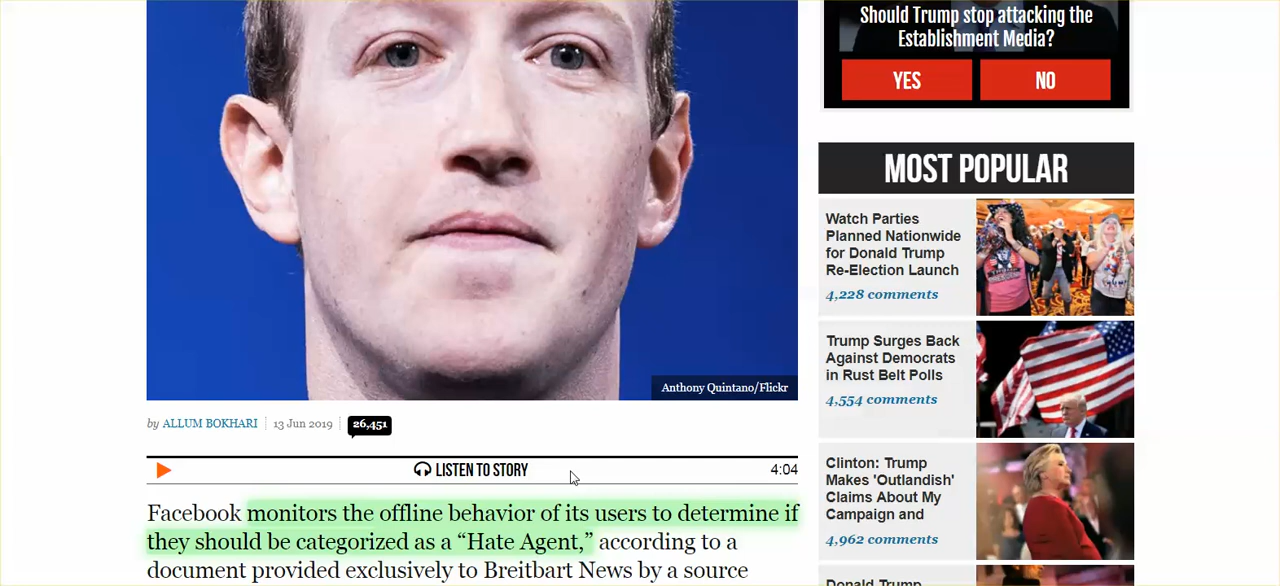 Anthony Quintano/Flickr
by ALLUM BOKHARI 13 Jun 2019 26,451
LISTEN TO STORY 4:04
Facebook monitors the offline behavior of its users to determine if
they should be categorized as a “Hate Agent,” according to a
document provided exclusively to Breitbart News by a source
Should Trump stop attacking the
Establishment Media?
YES NO
MOST POPULAR
Watch Parties
Planned Nationwide
for Donald Trump
Re-Election Launch
4,228 comments
Trump Surges Back
Against Democrats
in Rust Belt Polls
4,554 comments
Clinton: Trump
Makes 'Outlandish'
Claims About My
Campaign and
4,962 comments
Donald Trump